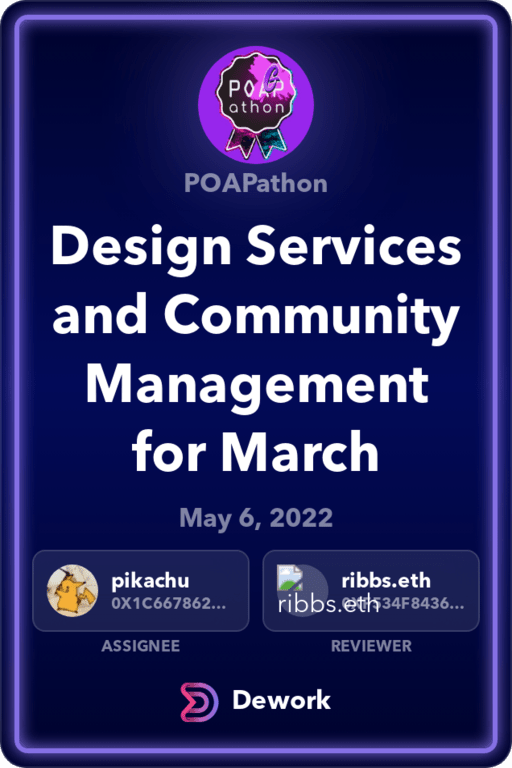 POAP
athon
POAPathon
Design Services
and Community
Management
for March
May 6, 2022
pikachu
0X1C667862...
ribbs.eth
ribbs.eth
ASSIGNEE
REVIEWER
Dework